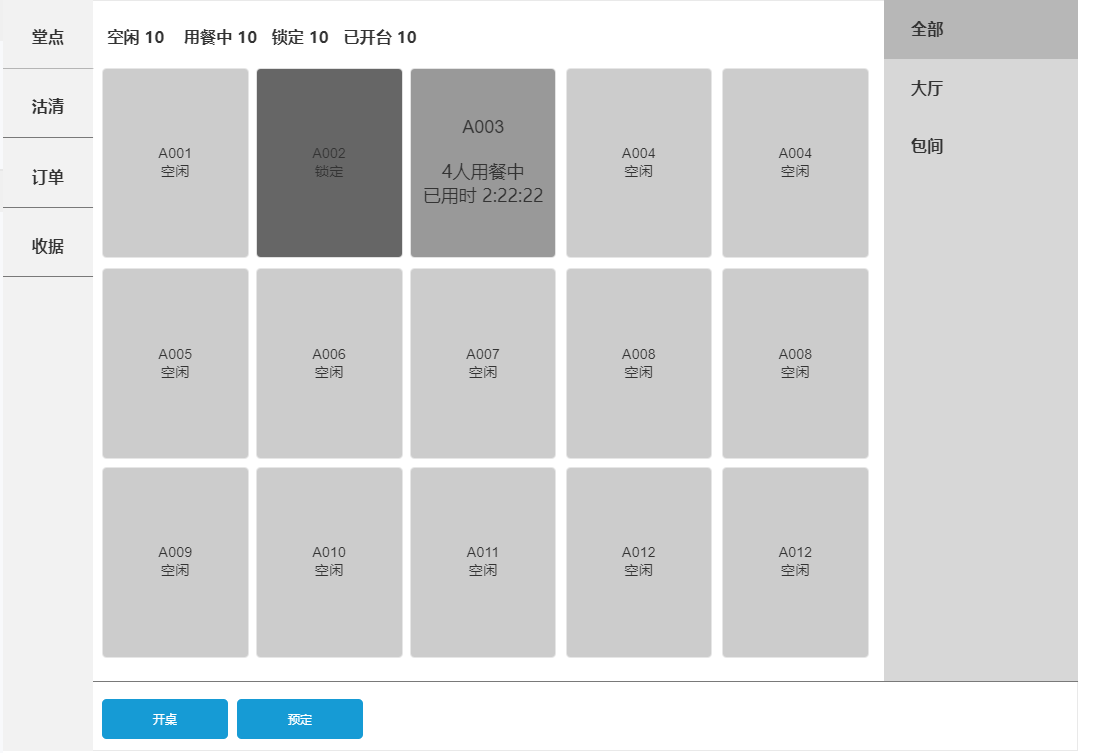 堂点
沽清
订单
收据
空闲 10 用餐中 10 锁定 10 已开台 10
A001
空闲
A002
锁定
A003
4人用餐中
已用时 2:22:22
A004
空闲
A004
空闲
A005
空闲
A006
空闲
A007
空闲
A008
空闲
A008
空闲
A009
空闲
A010
空闲
A011
空闲
A012
空闲
A012
空闲
全部
大厅
包间
开桌
预定